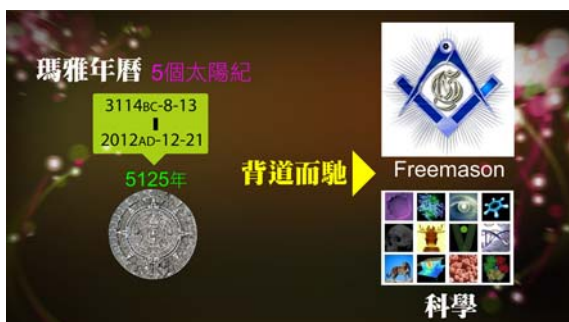 瑪雅年曆 5個太陽紀
3114BC-8-13
2012AD-12-21
5125年
背道而馳
G
Freemason
科學